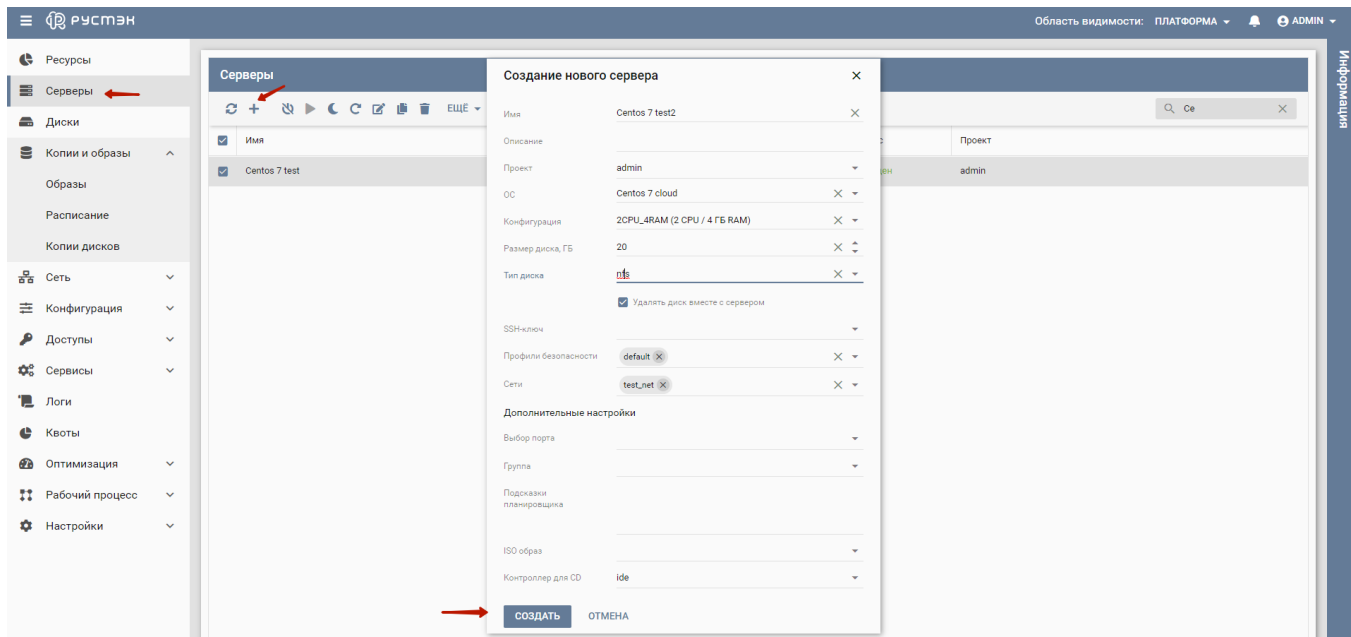 РУСТЭК
Область видимости: ПЛАТФОРМА
ADMIN
Информация
Ресурсы
Серверы
Диски
Копии и образы
Образы
Расписание
Копии дисков
Сеть
Конфигурация
Доступы
Сервисы
Логи
Квоты
Оптимизация
Рабочий процесс
Настройки
Серверы
ЕЩЁ
Се
Имя
Проект
Centos 7 test
admin
Создание нового сервера
Имя Centos 7 test2
Описание
Проект admin
ОС Centos 7 cloud
Конфигурация 2CPU_4RAM (2 CPU / 4 ГБ RAM)
Размер диска, ГБ 20
Тип диска nfs
Удалять диск вместе с сервером
SSH-ключ
Профили безопасности default
Сети test_net
Дополнительные настройки
Выбор порта
Группа
Подсказки
планировщика
ISO образ
Контроллер для CD ide
СОЗДАТЬ ОТМЕНА